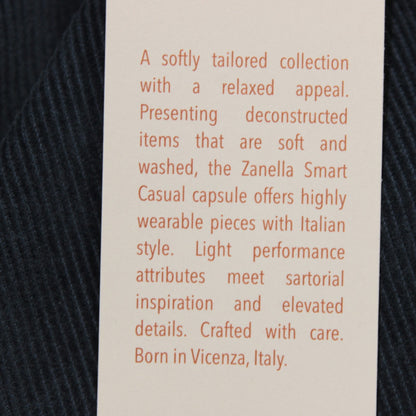 A softly tailored collection
with a relaxed appeal.
Presenting deconstructed
items that are soft and
washed, the Zanella Smart
Casual capsule offers highly
wearable pieces with Italian
style. Light performance
attributes meet sartorial
inspiration and elevated
details. Crafted with care.
Born in Vicenza, Italy.